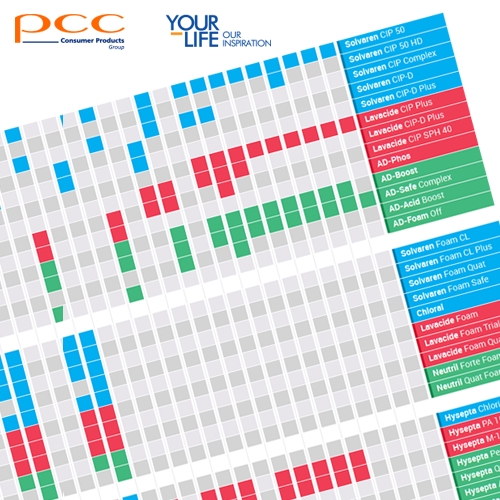 PCC
Consumer Products
Group
YOUR
LIFE OUR
INSPIRATION
Solvaren CIP 50
Solvaren CIP 50 HD
Solvaren CIP Complex
Solvaren CIP-D
Solvaren CIP-D Plus
Lavacide CIP Plus
Lavacide CIP-D Plus
Lavacide CIP SPH 40
AD-Phos
AD-Boost
AD-Safe Complex
AD-Acid Boost
AD-Foam Off
Solvaren Foam CL
Solvaren Foam CL Plus
Solvaren Foam Quat
Solvaren Foam Safe
Chloral
Lavacide Foam
Lavacide Foam Trial
Lavacide Foam Qua
Neutril Forte Foam
Neutril Quat Foam
Hysepta Chlori
Hysepta PA 1
Hysepta M-1
Hysepta Pe
Hysepta Q
Hysepta